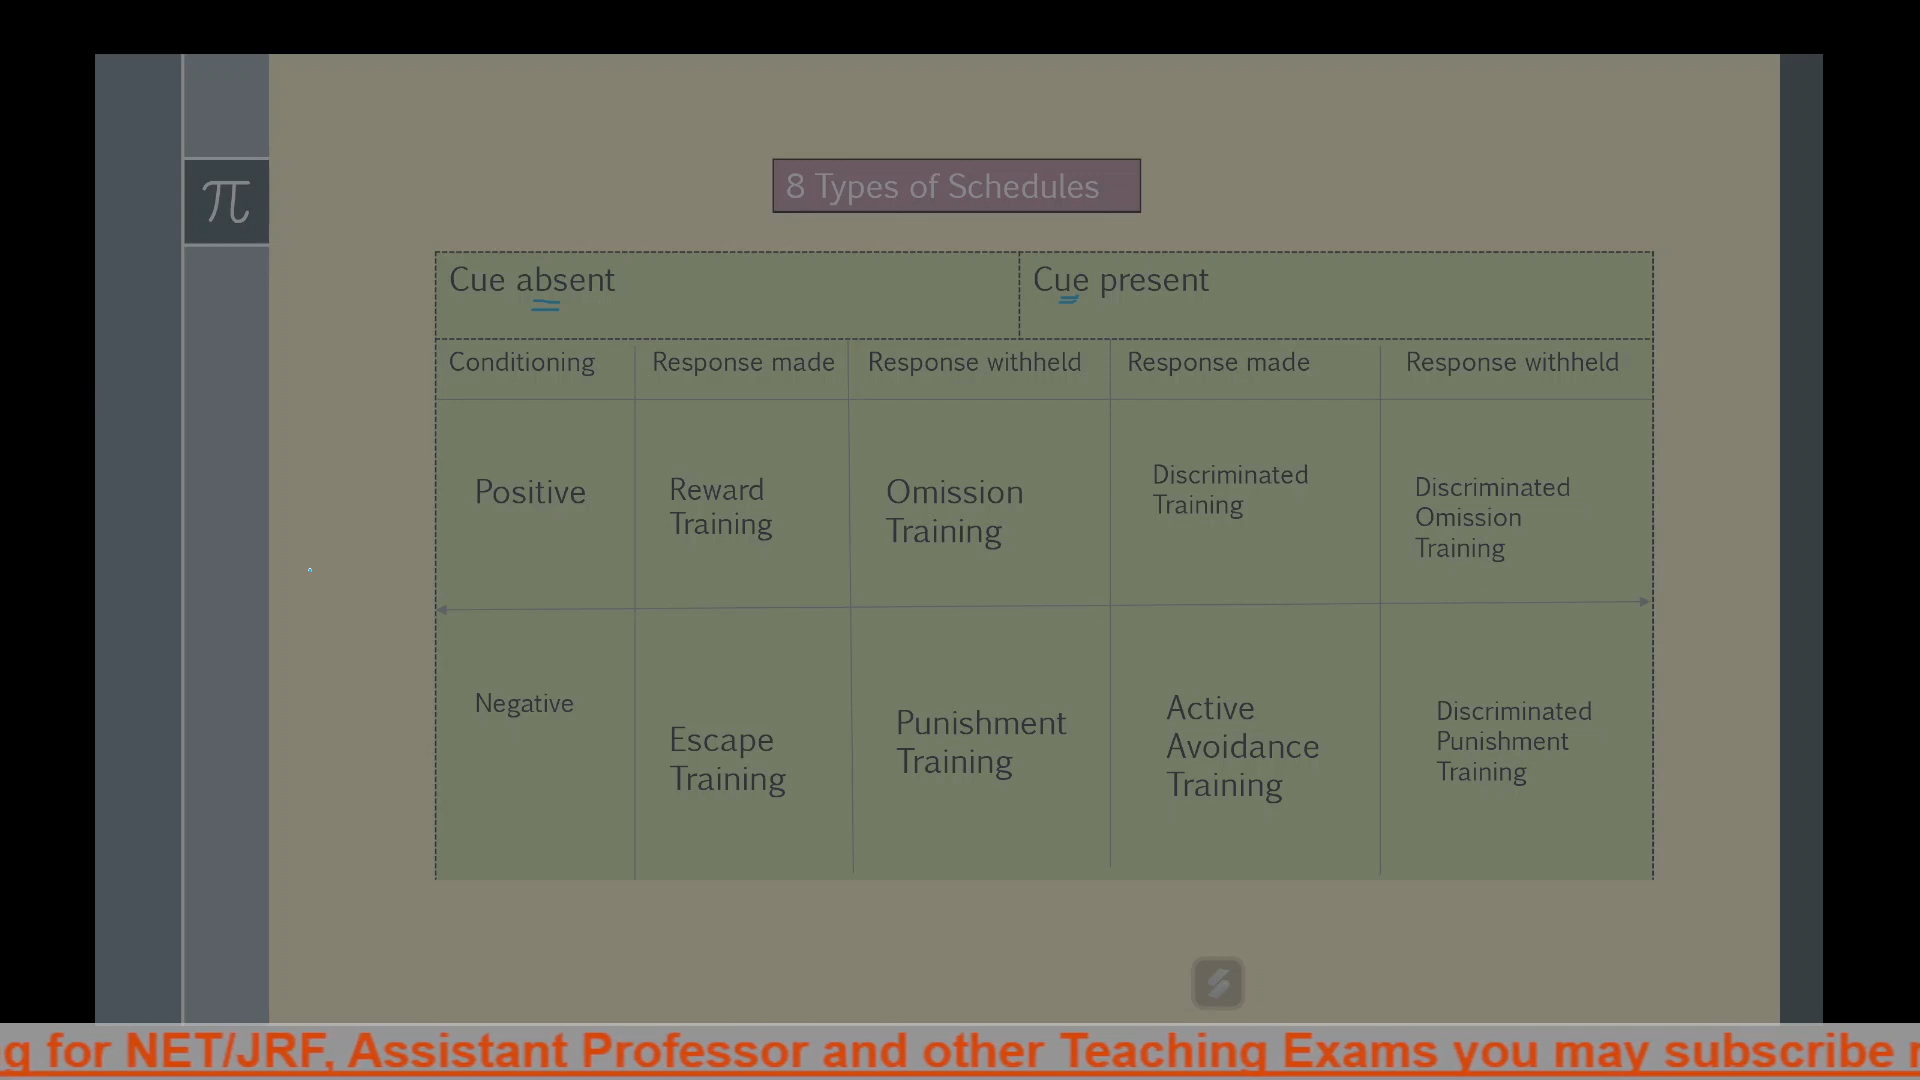 π
8 Types of Schedules
Cue absent
Cue present
Conditioning
Response made
Response withheld
Response made
Response withheld
Positive
Reward
Training
Omission
Training
Discriminated
Training
Discriminated
Omission
Training
Negative
Escape
Training
Punishment
Training
Active
Avoidance
Training
Discriminated
Punishment
Training
g for NET/JRF, Assistant Professor and other Teaching Exams you may subscribe